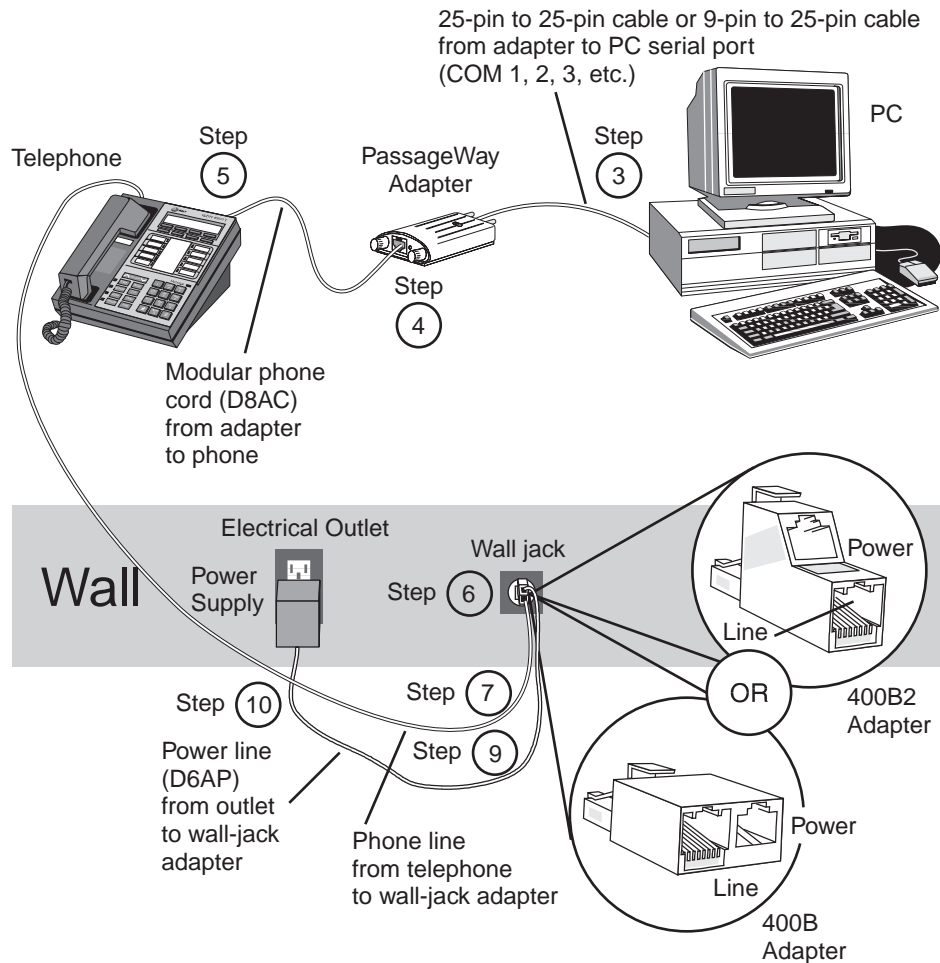 25-pin to 25-pin cable or 9-pin to 25-pin cable
from adapter to PC serial port
(COM 1, 2, 3, etc.)
PC
Step
3
Step
5
Telephone
PassageWay
Adapter
Step
4
Modular phone
cord (D8AC)
from adapter
to phone
Electrical Outlet
Wall jack
Wall
Power
Supply
Step 6
Power
Line
OR
400B2
Adapter
Step 7
Step 10
Step 9
Power line
(D6AP)
from outlet
to wall-jack
adapter
Phone line
from telephone
to wall-jack adapter
Power
Line
400B
Adapter